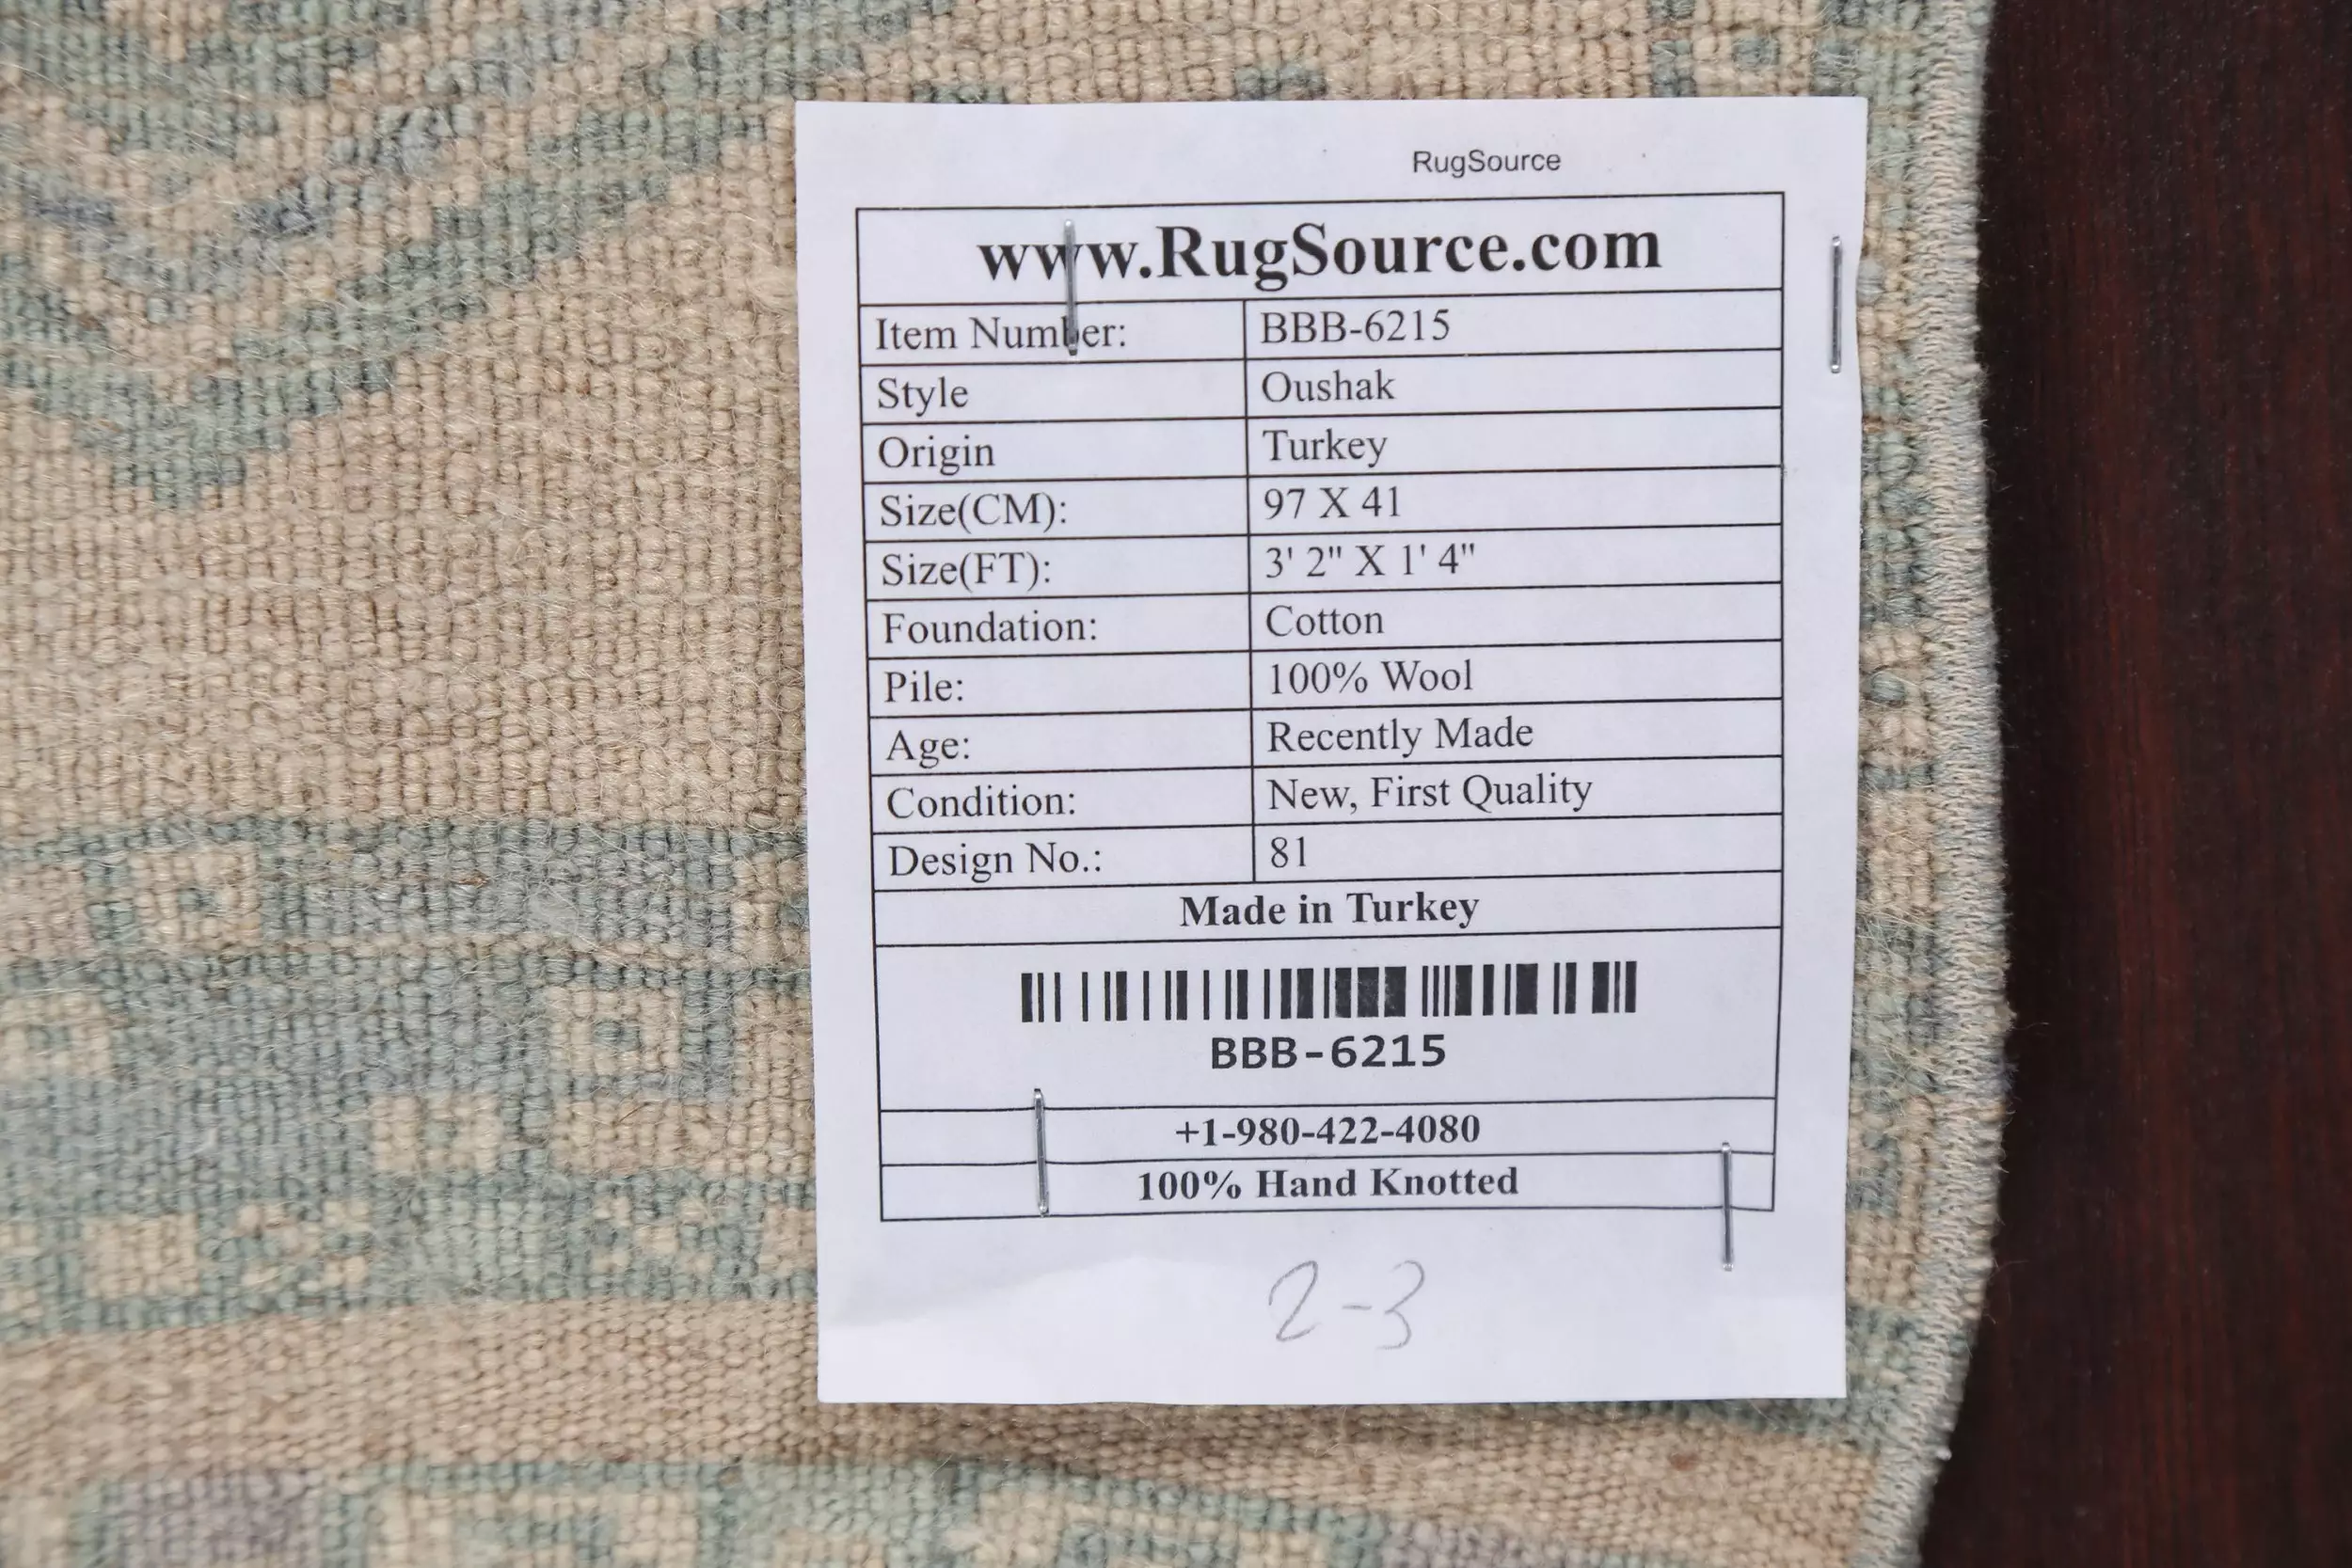 RugSource
www.RugSource.com
Item Number: BBB-6215
Style Oushak
Origin Turkey
Size(CM): 97 X 41
Size(FT): 3' 2" X 1' 4"
Foundation: Cotton
Pile: 100% Wool
Age: Recently Made
Condition: New, First Quality
Design No.: 81
Made in Turkey
BBB-6215
+1-980-422-4080
100% Hand Knotted
2-3